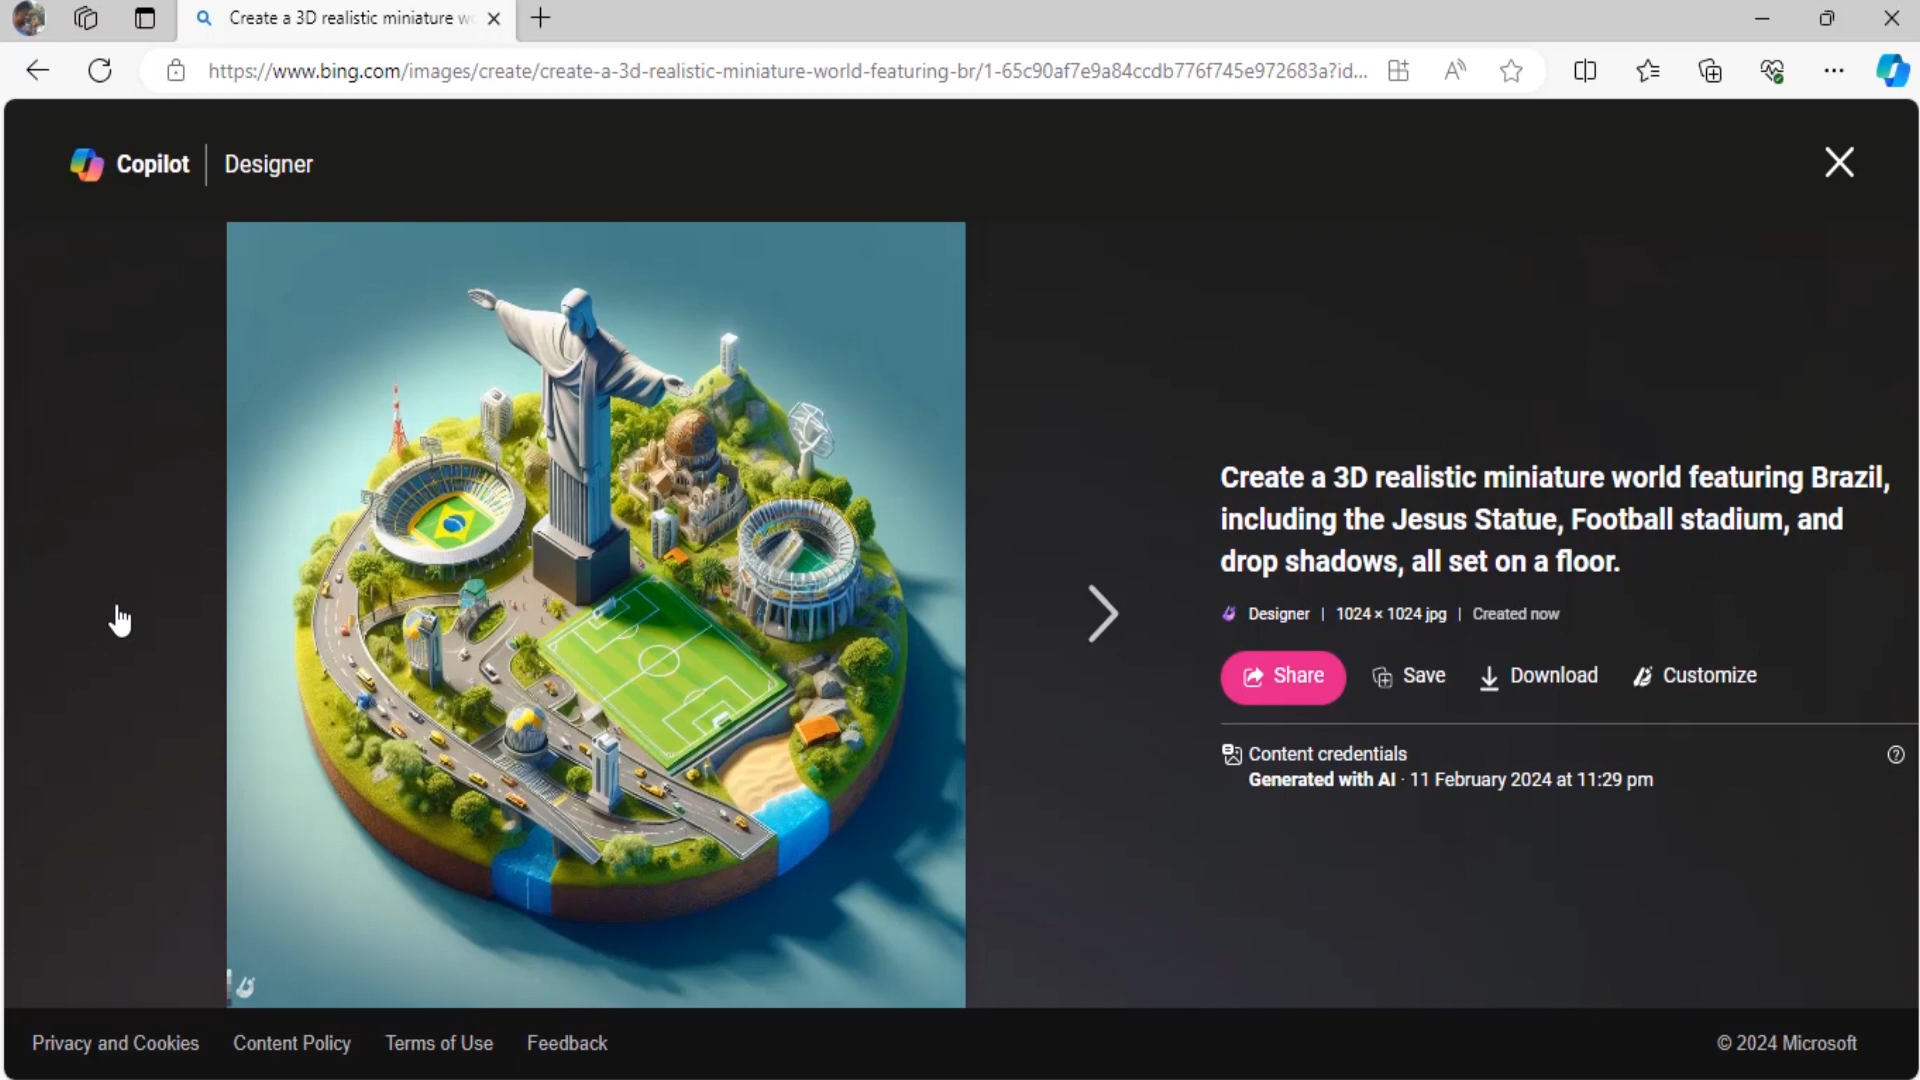 Create a 3D realistic miniature wo
https://www.bing.com/images/create/create-a-3d-realistic-miniature-world-featuring-br/1-65c90af7e9a84ccdb776f745e972683a?id...
Copilot | Designer
Create a 3D realistic miniature world featuring Brazil,
including the Jesus Statue, Football stadium, and
drop shadows, all set on a floor.
Designer | 1024 × 1024 jpg | Created now
Share Save Download Customize
Content credentials
Generated with AI · 11 February 2024 at 11:29 pm
Privacy and Cookies Content Policy Terms of Use Feedback © 2024 Microsoft